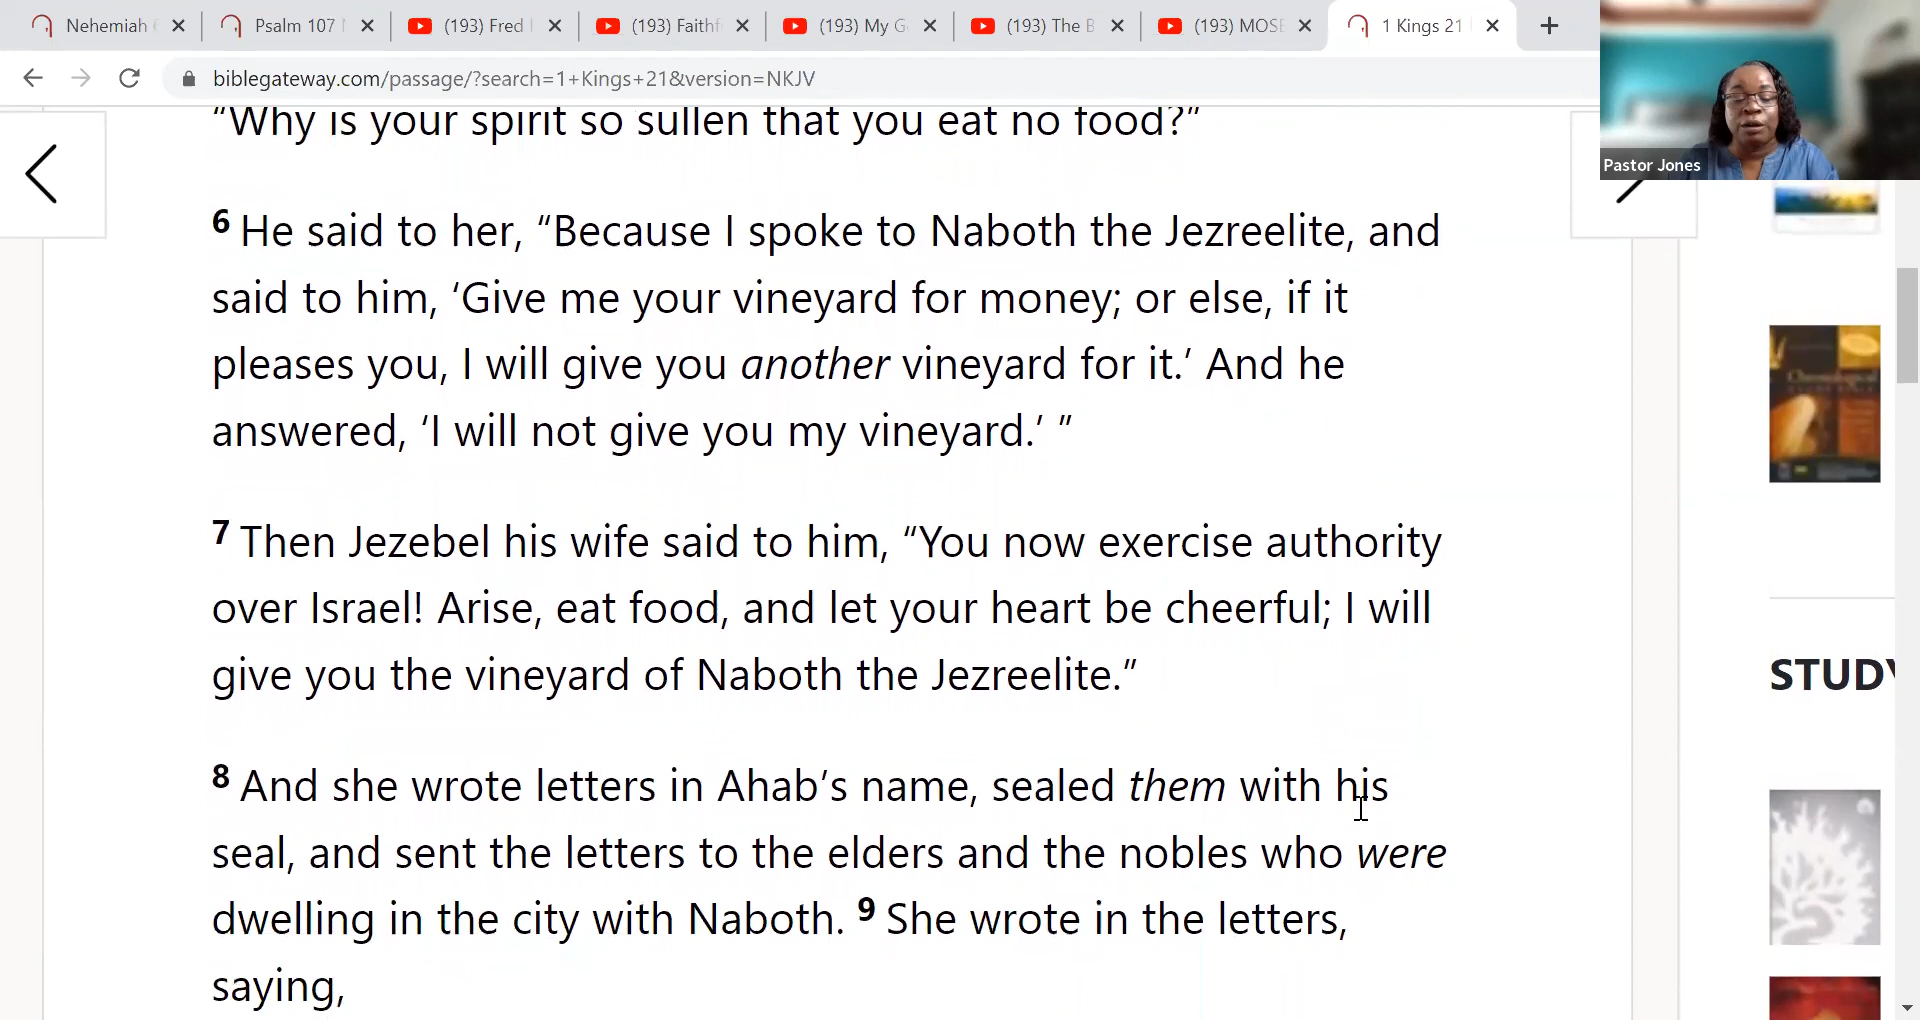 Nehemiah 6
Psalm 107
(193) Fred
(193) Faithf
(193) My G
(193) The B
(193) MOSE
1 Kings 21
biblegateway.com/passage/?search=1+Kings+21&version=NKJV
Pastor Jones
“Why is your spirit so sullen that you eat no food?”
6 He said to her, “Because I spoke to Naboth the Jezreelite, and
said to him, ‘Give me your vineyard for money; or else, if it
pleases you, I will give you another vineyard for it.’ And he
answered, ‘I will not give you my vineyard.’ ”
7 Then Jezebel his wife said to him, “You now exercise authority
over Israel! Arise, eat food, and let your heart be cheerful; I will
give you the vineyard of Naboth the Jezreelite.”
8 And she wrote letters in Ahab’s name, sealed them with his
seal, and sent the letters to the elders and the nobles who were
dwelling in the city with Naboth. 9 She wrote in the letters,
saying,
STUDY